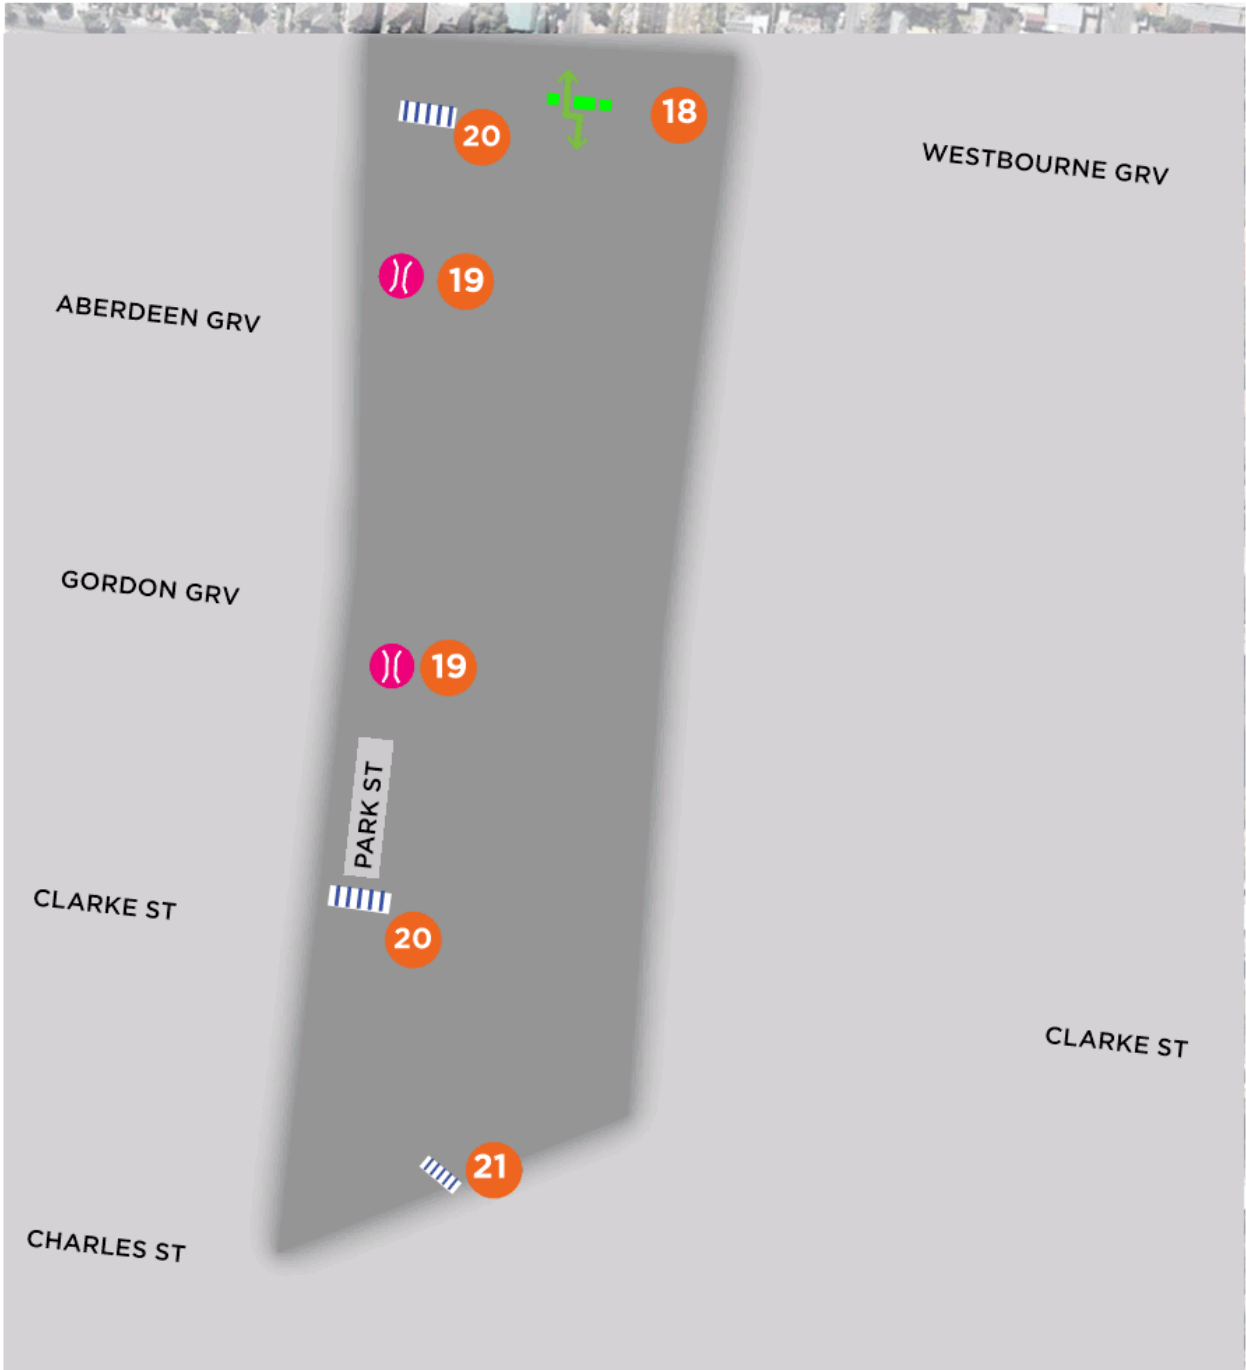 18
20
WESTBOURNE GRV
19
ABERDEEN GRV
GORDON GRV
19
PARK ST
CLARKE ST
20
CLARKE ST
21
CHARLES ST